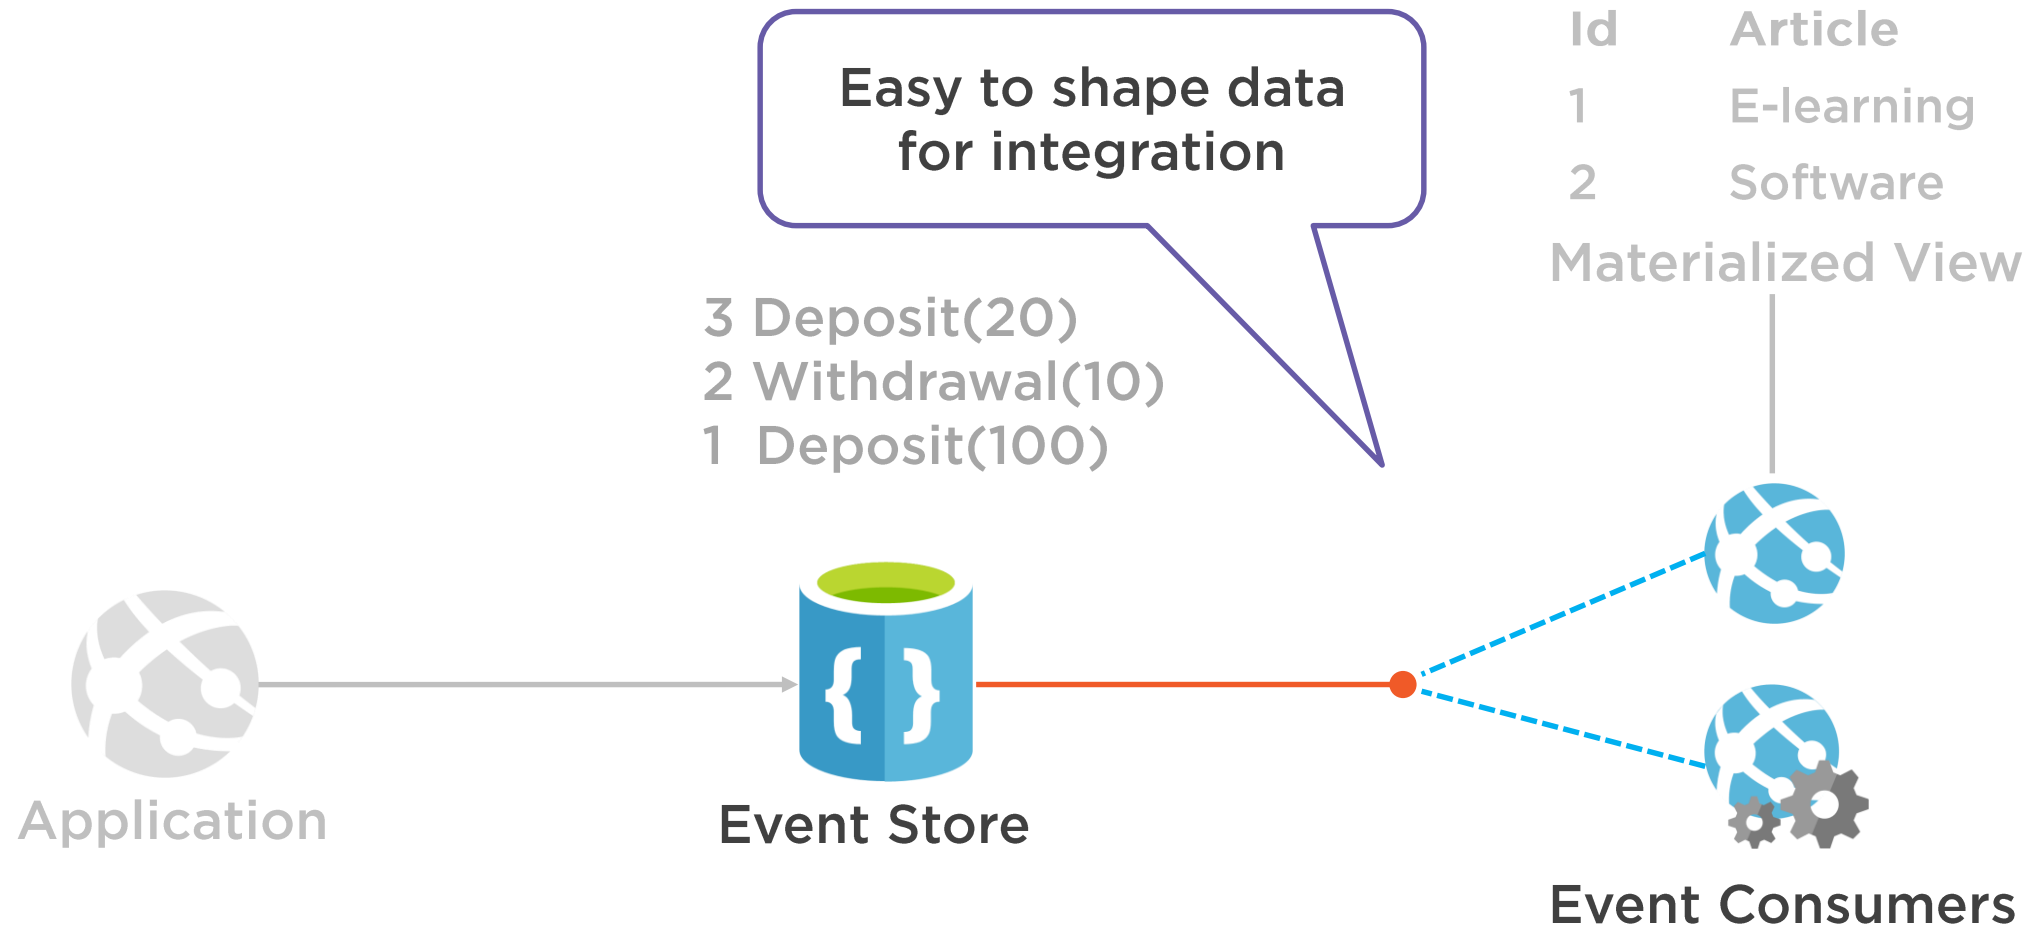 Easy to shape data
for integration
Id Article
1 E-learning
2 Software
Materialized View
3 Deposit(20)
2 Withdrawal(10)
1 Deposit(100)
{ }
Application
Event Store
Event Consumers